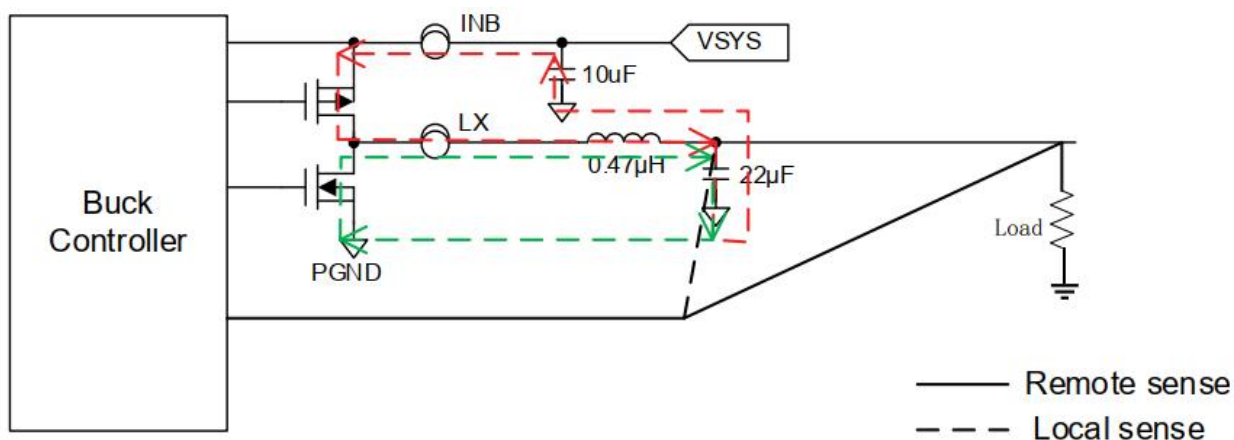 INB
VSYS
10uF
LX
0.47μH
22μF
Buck
Controller
Load
PGND
Remote sense
Local sense